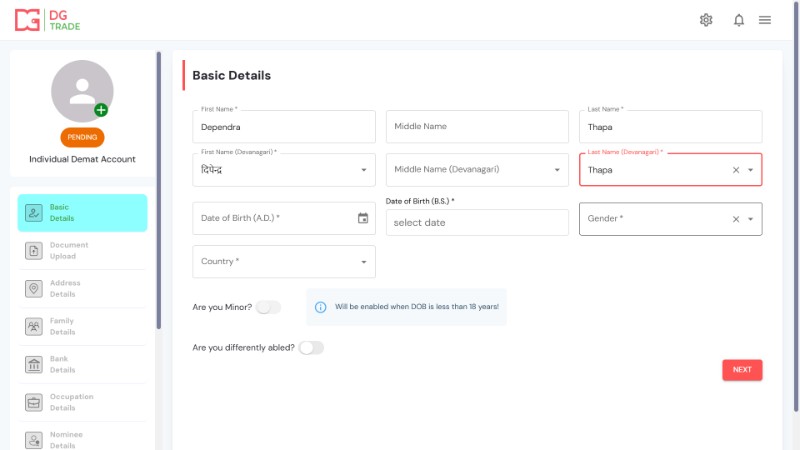 DG
TRADE
PENDING
Individual Demat Account
Basic
Details
Document
Upload
Address
Details
Family
Details
Bank
Details
Occupation
Details
Nominee
Details
Basic Details
First Name *
Dependra
Middle Name
Last Name *
Thapa
First Name (Devanagari) *
दिपेन्द्र
Middle Name (Devanagari)
Last Name (Devanagari) *
Thapa
Date of Birth (A.D.) *
Date of Birth (B.S.) *
select date
Gender *
Country *
Are you Minor?
Will be enabled when DOB is less than 18 years!
Are you differently abled?
NEXT